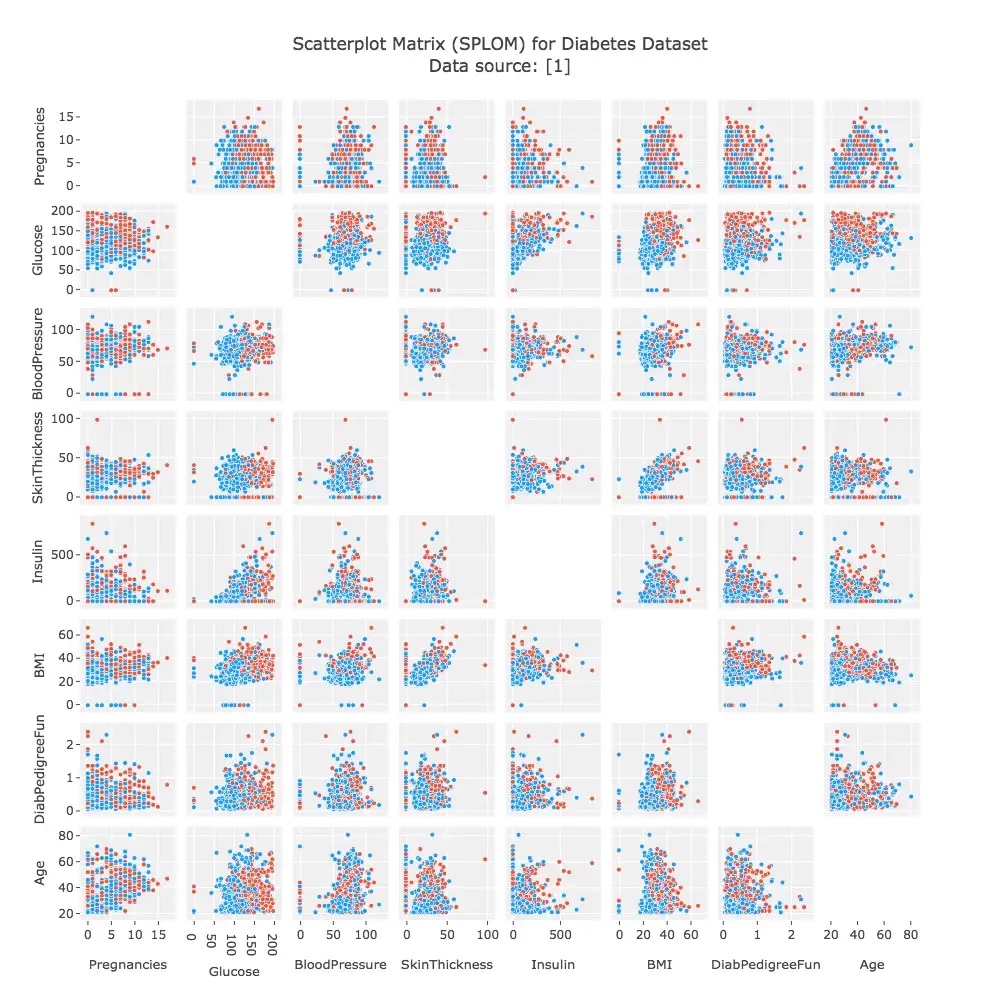 Scatterplot Matrix (SPLOM) for Diabetes Dataset
Data source: [1]
Pregnancies
15
10
5
0
Glucose
200
150
100
50
0
BloodPressure
100
50
0
SkinThickness
100
50
0
Insulin
500
0
BMI
60
40
20
0
DiabPedigreeFun
2
1
0
Age
80
60
40
20
0 5 10 15 0 50 100 150 200 0 50 100 0 50 100 0 500 0 20 40 60 0 1 2 20 40 60 80
Pregnancies Glucose BloodPressure SkinThickness Insulin BMI DiabPedigreeFun Age